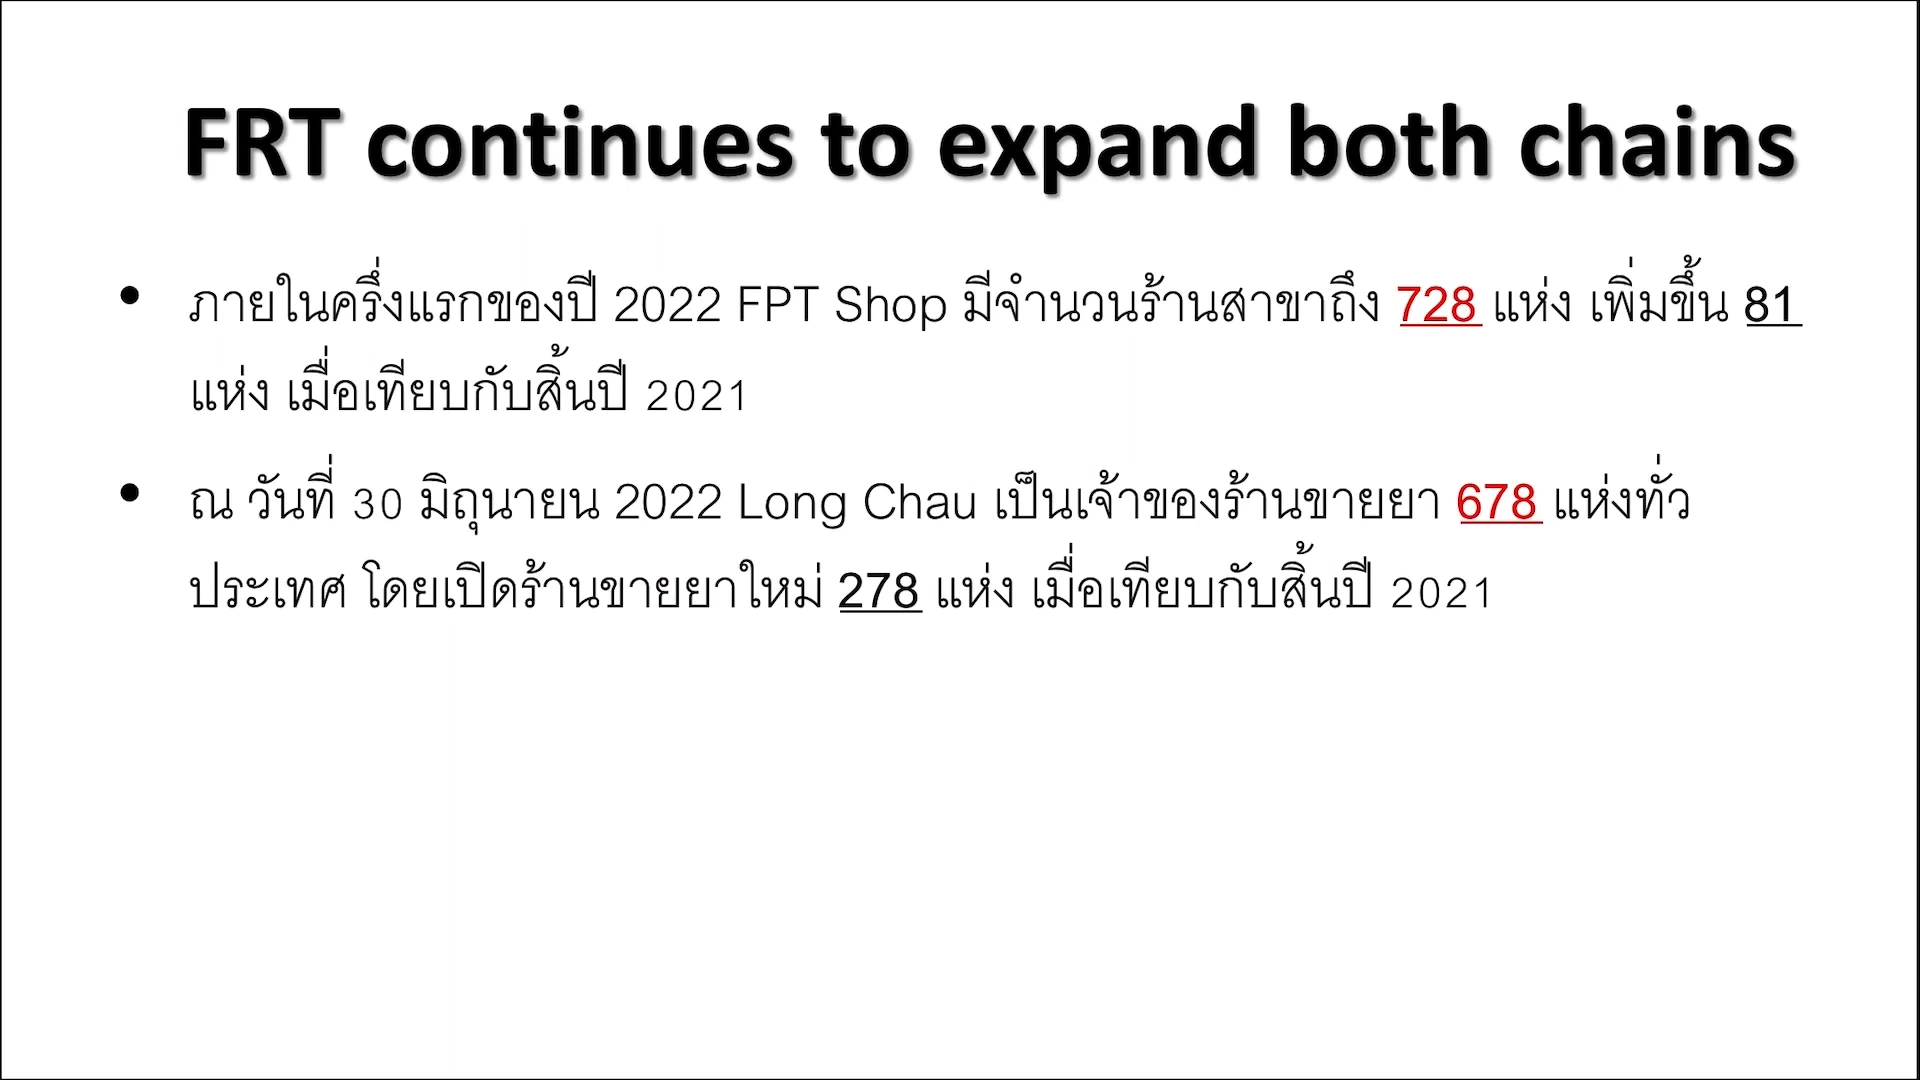 FRT continues to expand both chains
• ภายในครึ่งแรกของปี 2022 FPT Shop มีจำนวนร้านสาขาถึง 728 แห่ง เพิ่มขึ้น 81
แห่ง เมื่อเทียบกับสิ้นปี 2021
• ณ วันที่ 30 มิถุนายน 2022 Long Chau เป็นเจ้าของร้านขายยา 678 แห่งทั่ว
ประเทศ โดยเปิดร้านขายยาใหม่ 278 แห่ง เมื่อเทียบกับสิ้นปี 2021